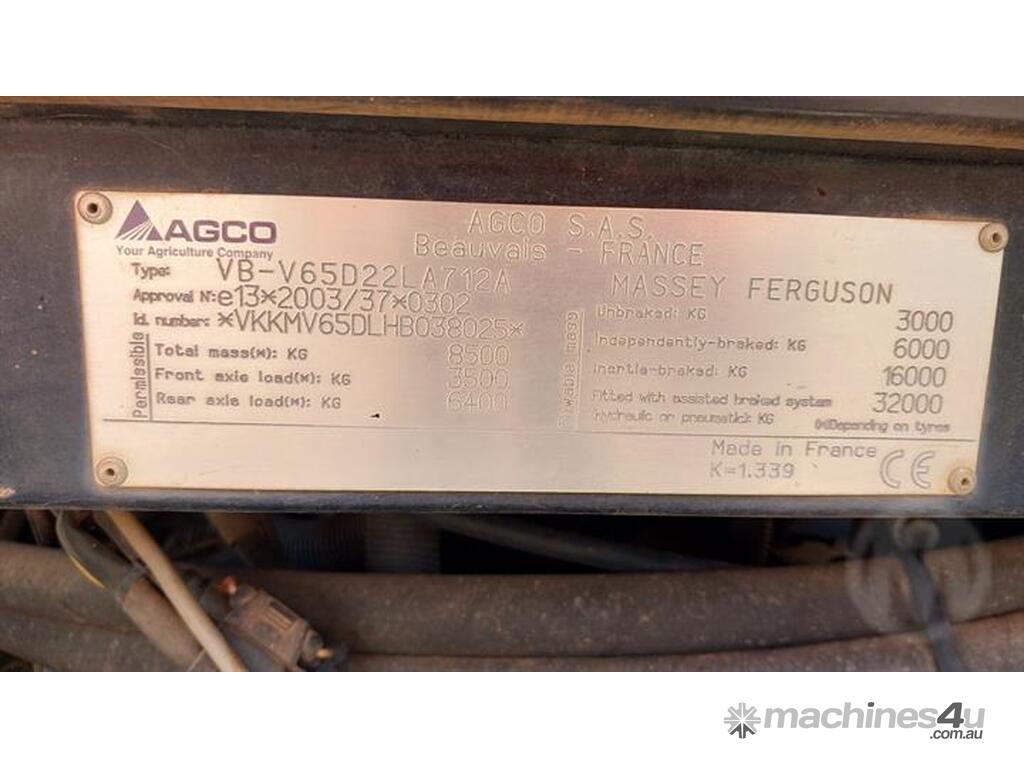 AGCO
Your Agriculture Company
AGCO S.A.S.
Beauvais - FRANCE
Type: VB-V65D22LA712A
MASSEY FERGUSON
Approval N: e13*2003/37*0302
Id. number: *VKKMV65DLHB038025*
Permissible
Total mass(*): KG 8500
Front axle load(*): KG 3500
Rear axle load(*): KG 6400
Towable mass
Unbraked: KG 3000
Independently-braked: KG 6000
Inertia-braked: KG 16000
Fitted with assisted braked system 32000
hydraulic or pneumatic: KG (*)Depending on tyres
Made in France
K=1.339
CE
machines4u
.com.au